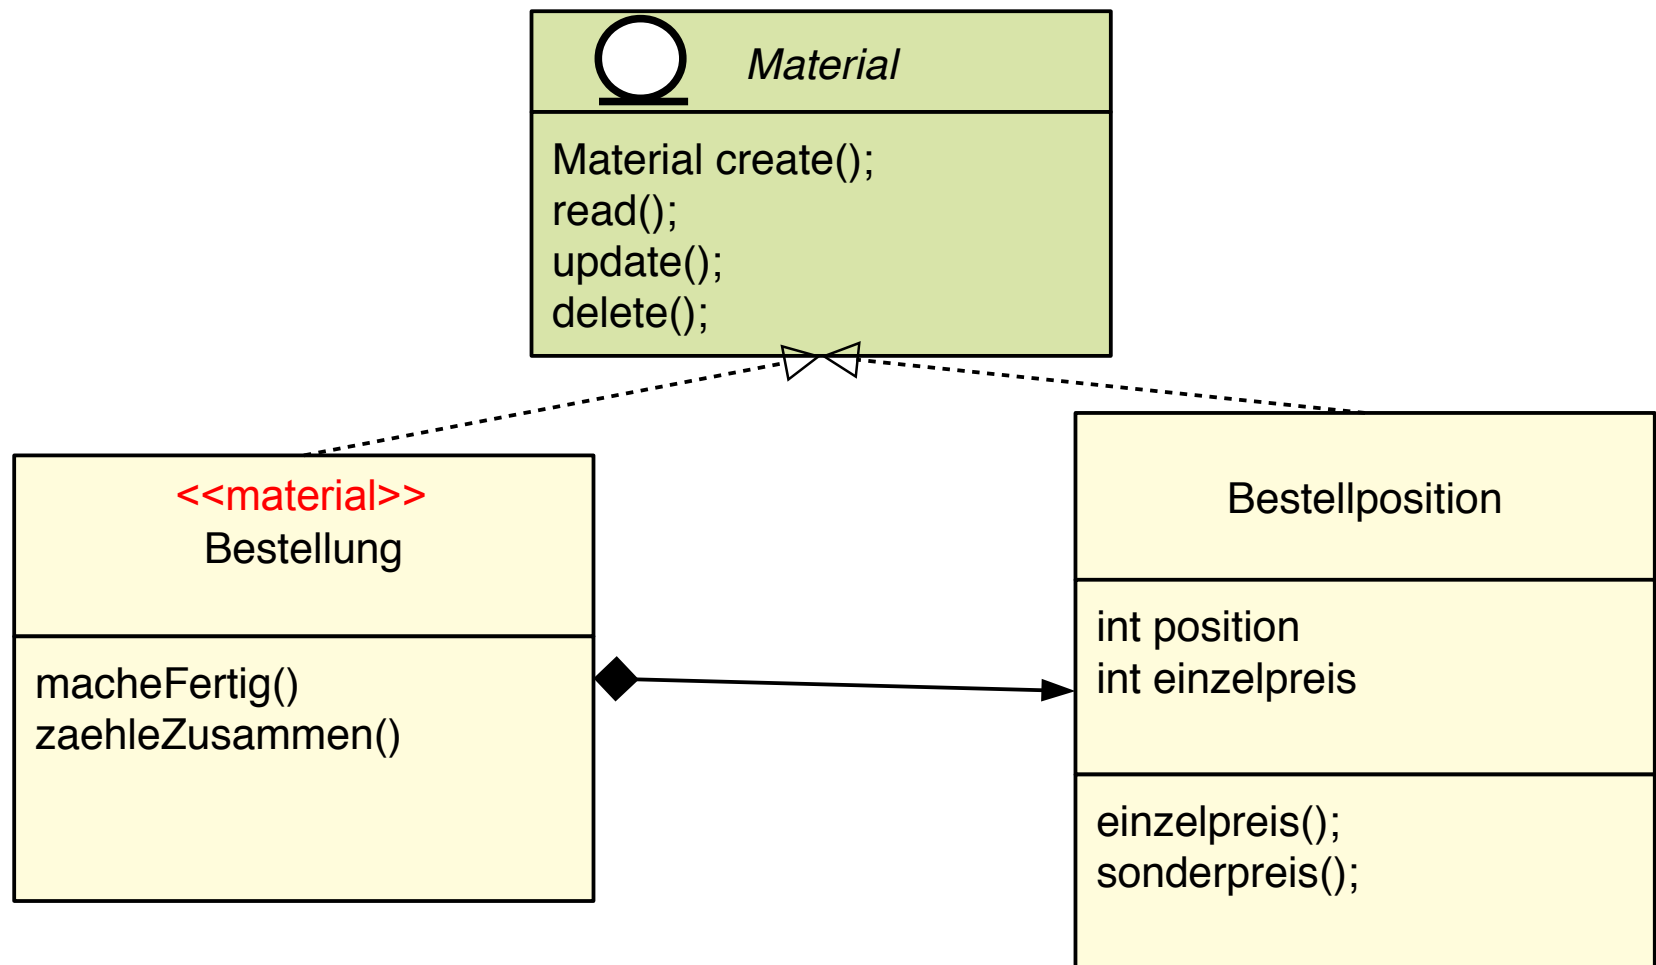 Material
Material create();
read();
update();
delete();
<<material>>
Bestellung
macheFertig()
zaehleZusammen()
Bestellposition
int position
int einzelpreis
einzelpreis();
sonderpreis();